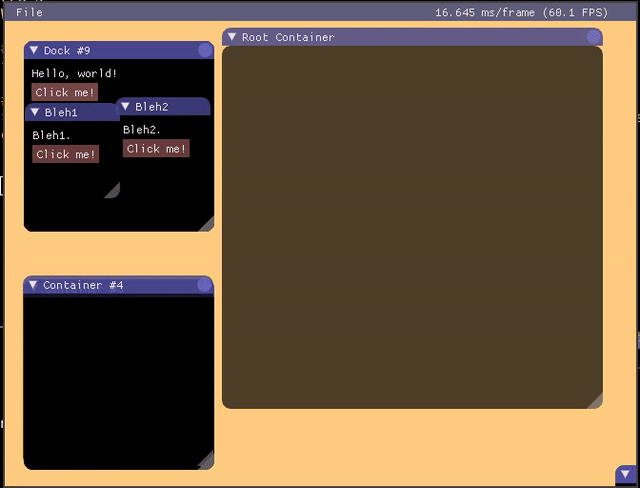 File
16.645 ms/frame (60.1 FPS)
Dock #9
Hello, world!
Click me!
Bleh1
Bleh1.
Click me!
Bleh2
Bleh2.
Click me!
Root Container
Container #4